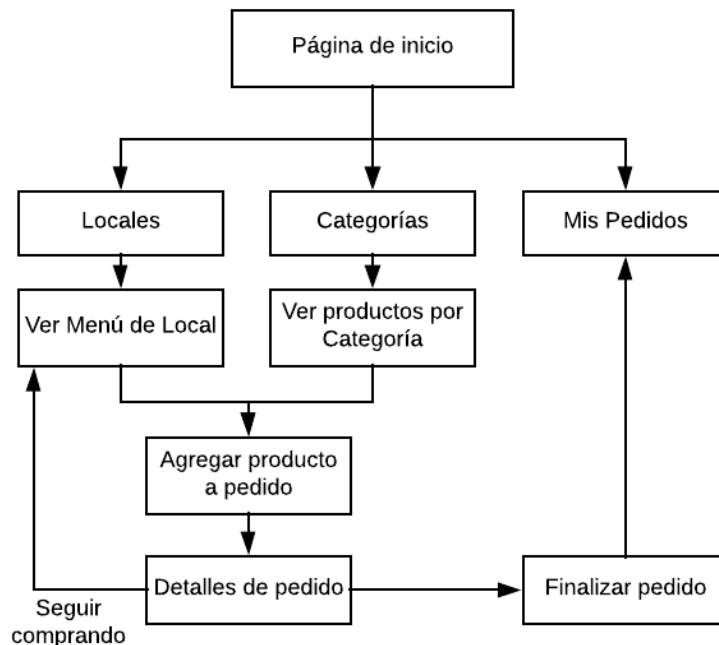 Página de inicio
Locales
Categorías
Mis Pedidos
Ver Menú de Local
Ver productos por
Categoría
Agregar producto
a pedido
Detalles de pedido
Finalizar pedido
Seguir
comprando